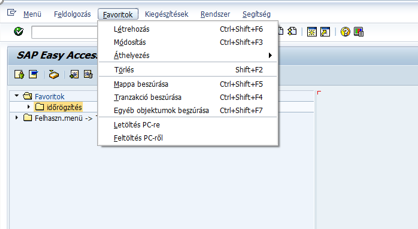 Menü Feldolgozás Favoritok Kiegészítések Rendszer Segítség
Létrehozás Ctrl+Shift+F6
Módosítás Ctrl+Shift+F3
Áthelyezés
Törlés Shift+F2
Mappa beszúrása Ctrl+Shift+F5
Tranzakció beszúrása Ctrl+Shift+F4
Egyéb objektumok beszúrása Ctrl+Shift+F7
Letöltés PC-re
Feltöltés PC-ről
SAP Easy Acces
Favoritok
időrögzítés
Felhaszn.menü ->